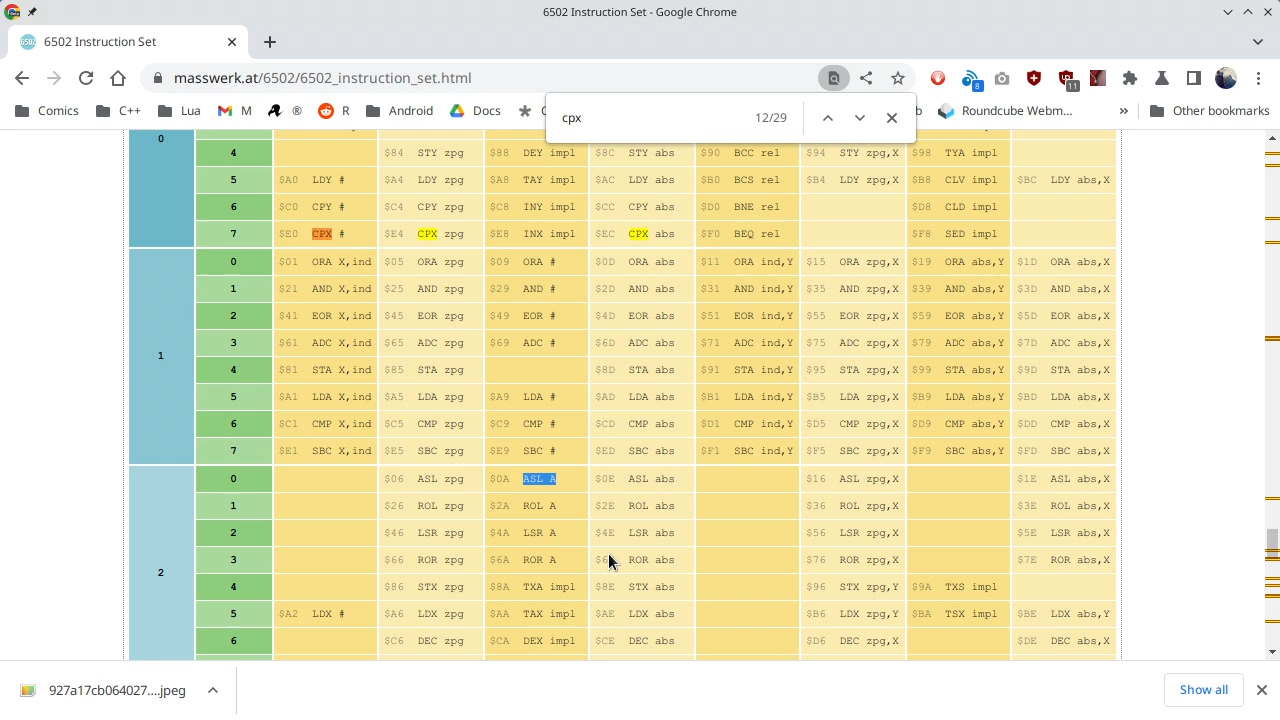 6502 Instruction Set - Google Chrome
6502 6502 Instruction Set
masswerk.at/6502/6502_instruction_set.html
8
11
Comics C++ Lua M R Android Docs b Roundcube Webm... » Other bookmarks
cpx 12/29
0
4 $84 STY zpg $88 DEY impl $8C STY abs $90 BCC rel $94 STY zpg,X $98 TYA impl
5 $A0 LDY # $A4 LDY zpg $A8 TAY impl $AC LDY abs $B0 BCS rel $B4 LDY zpg,X $B8 CLV impl $BC LDY abs,X
6 $C0 CPY # $C4 CPY zpg $C8 INY impl $CC CPY abs $D0 BNE rel $D8 CLD impl
7 $E0 CPX # $E4 CPX zpg $E8 INX impl $EC CPX abs $F0 BEQ rel $F8 SED impl
1
0 $01 ORA X,ind $05 ORA zpg $09 ORA # $0D ORA abs $11 ORA ind,Y $15 ORA zpg,X $19 ORA abs,Y $1D ORA abs,X
1 $21 AND X,ind $25 AND zpg $29 AND # $2D AND abs $31 AND ind,Y $35 AND zpg,X $39 AND abs,Y $3D AND abs,X
2 $41 EOR X,ind $45 EOR zpg $49 EOR # $4D EOR abs $51 EOR ind,Y $55 EOR zpg,X $59 EOR abs,Y $5D EOR abs,X
3 $61 ADC X,ind $65 ADC zpg $69 ADC # $6D ADC abs $71 ADC ind,Y $75 ADC zpg,X $79 ADC abs,Y $7D ADC abs,X
4 $81 STA X,ind $85 STA zpg $8D STA abs $91 STA ind,Y $95 STA zpg,X $99 STA abs,Y $9D STA abs,X
5 $A1 LDA X,ind $A5 LDA zpg $A9 LDA # $AD LDA abs $B1 LDA ind,Y $B5 LDA zpg,X $B9 LDA abs,Y $BD LDA abs,X
6 $C1 CMP X,ind $C5 CMP zpg $C9 CMP # $CD CMP abs $D1 CMP ind,Y $D5 CMP zpg,X $D9 CMP abs,Y $DD CMP abs,X
7 $E1 SBC X,ind $E5 SBC zpg $E9 SBC # $ED SBC abs $F1 SBC ind,Y $F5 SBC zpg,X $F9 SBC abs,Y $FD SBC abs,X
2
0 $06 ASL zpg $0A ASL A $0E ASL abs $16 ASL zpg,X $1E ASL abs,X
1 $26 ROL zpg $2A ROL A $2E ROL abs $36 ROL zpg,X $3E ROL abs,X
2 $46 LSR zpg $4A LSR A $4E LSR abs $56 LSR zpg,X $5E LSR abs,X
3 $66 ROR zpg $6A ROR A ROR abs $76 ROR zpg,X $7E ROR abs,X
4 $86 STX zpg $8A TXA impl $8E STX abs $96 STX zpg,Y $9A TXS impl
5 $A2 LDX # $A6 LDX zpg $AA TAX impl $AE LDX abs $B6 LDX zpg,Y $BA TSX impl $BE LDX abs,Y
6 $C6 DEC zpg $CA DEX impl $CE DEC abs $D6 DEC zpg,X $DE DEC abs,X
927a17cb064027....jpeg
Show all